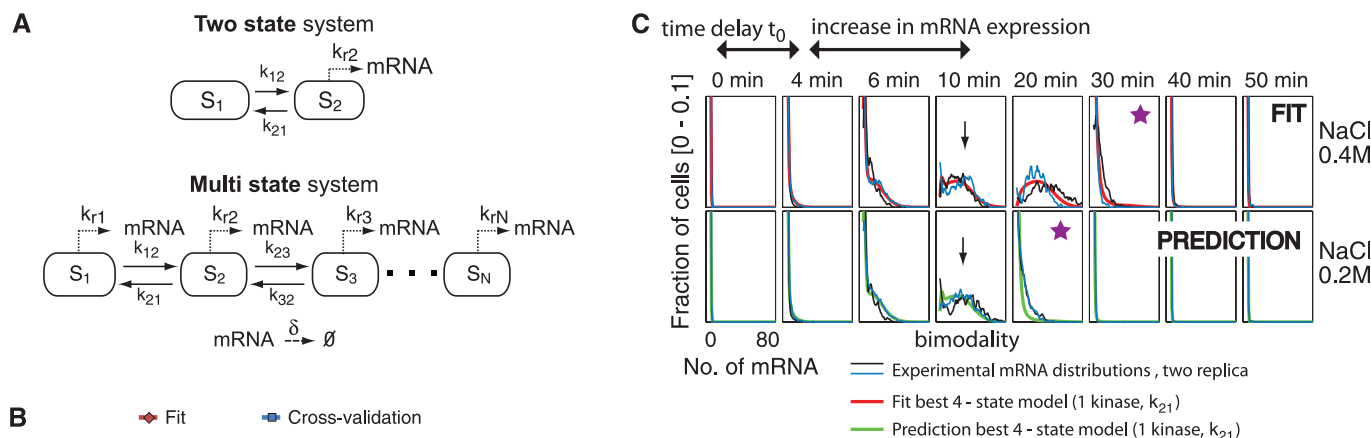 A
Two state system
k12
kr2
mRNA
S1
S2
k21
Multi state system
kr1
mRNA
kr2
mRNA
kr3
mRNA
krN
mRNA
k12
k23
S1
S2
S3
SN
k21
k32
mRNA δ ø
B
Fit
Cross-validation
C
time delay t0
increase in mRNA expression
0 min 4 min 6 min 10 min 20 min 30 min 40 min 50 min
Fraction of cells [0 - 0.1]
FIT
NaCl
0.4M
PREDICTION
NaCl
0.2M
0 80
No. of mRNA
bimodality
Experimental mRNA distributions , two replica
Fit best 4 - state model (1 kinase, k21)
Prediction best 4 - state model (1 kinase, k21)